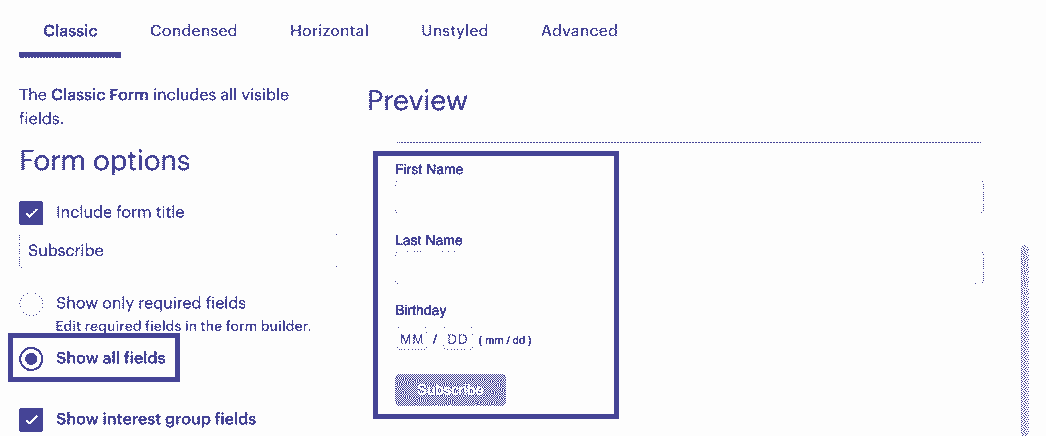 Classic Condensed Horizontal Unstyled Advanced
The Classic Form includes all visible
fields.
Form options
Include form title
Subscribe
Show only required fields
Edit required fields in the form builder.
Show all fields
Show interest group fields
Preview
First Name
Last Name
Birthday
MM / DD ( mm / dd )
Subscribe